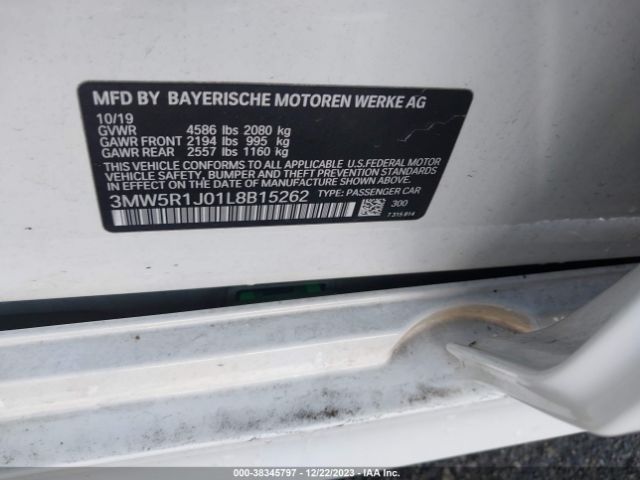 MFD BY BAYERISCHE MOTOREN WERKE AG
10/19
GVWR 4586 lbs 2080 kg
GAWR FRONT 2194 lbs 995 kg
GAWR REAR 2557 lbs 1160 kg
THIS VEHICLE CONFORMS TO ALL APPLICABLE U.S.FEDERAL MOTOR
VEHICLE SAFETY, BUMPER AND THEFT PREVENTION STANDARDS
IN EFFECT ON THE DATE OF MANUFACTURE SHOWN ABOVE.
3MW5R1J01L8B15262 TYPE: PASSENGER CAR
300
7 315 814
000-38345797 - 12/22/2023 - IAA Inc.